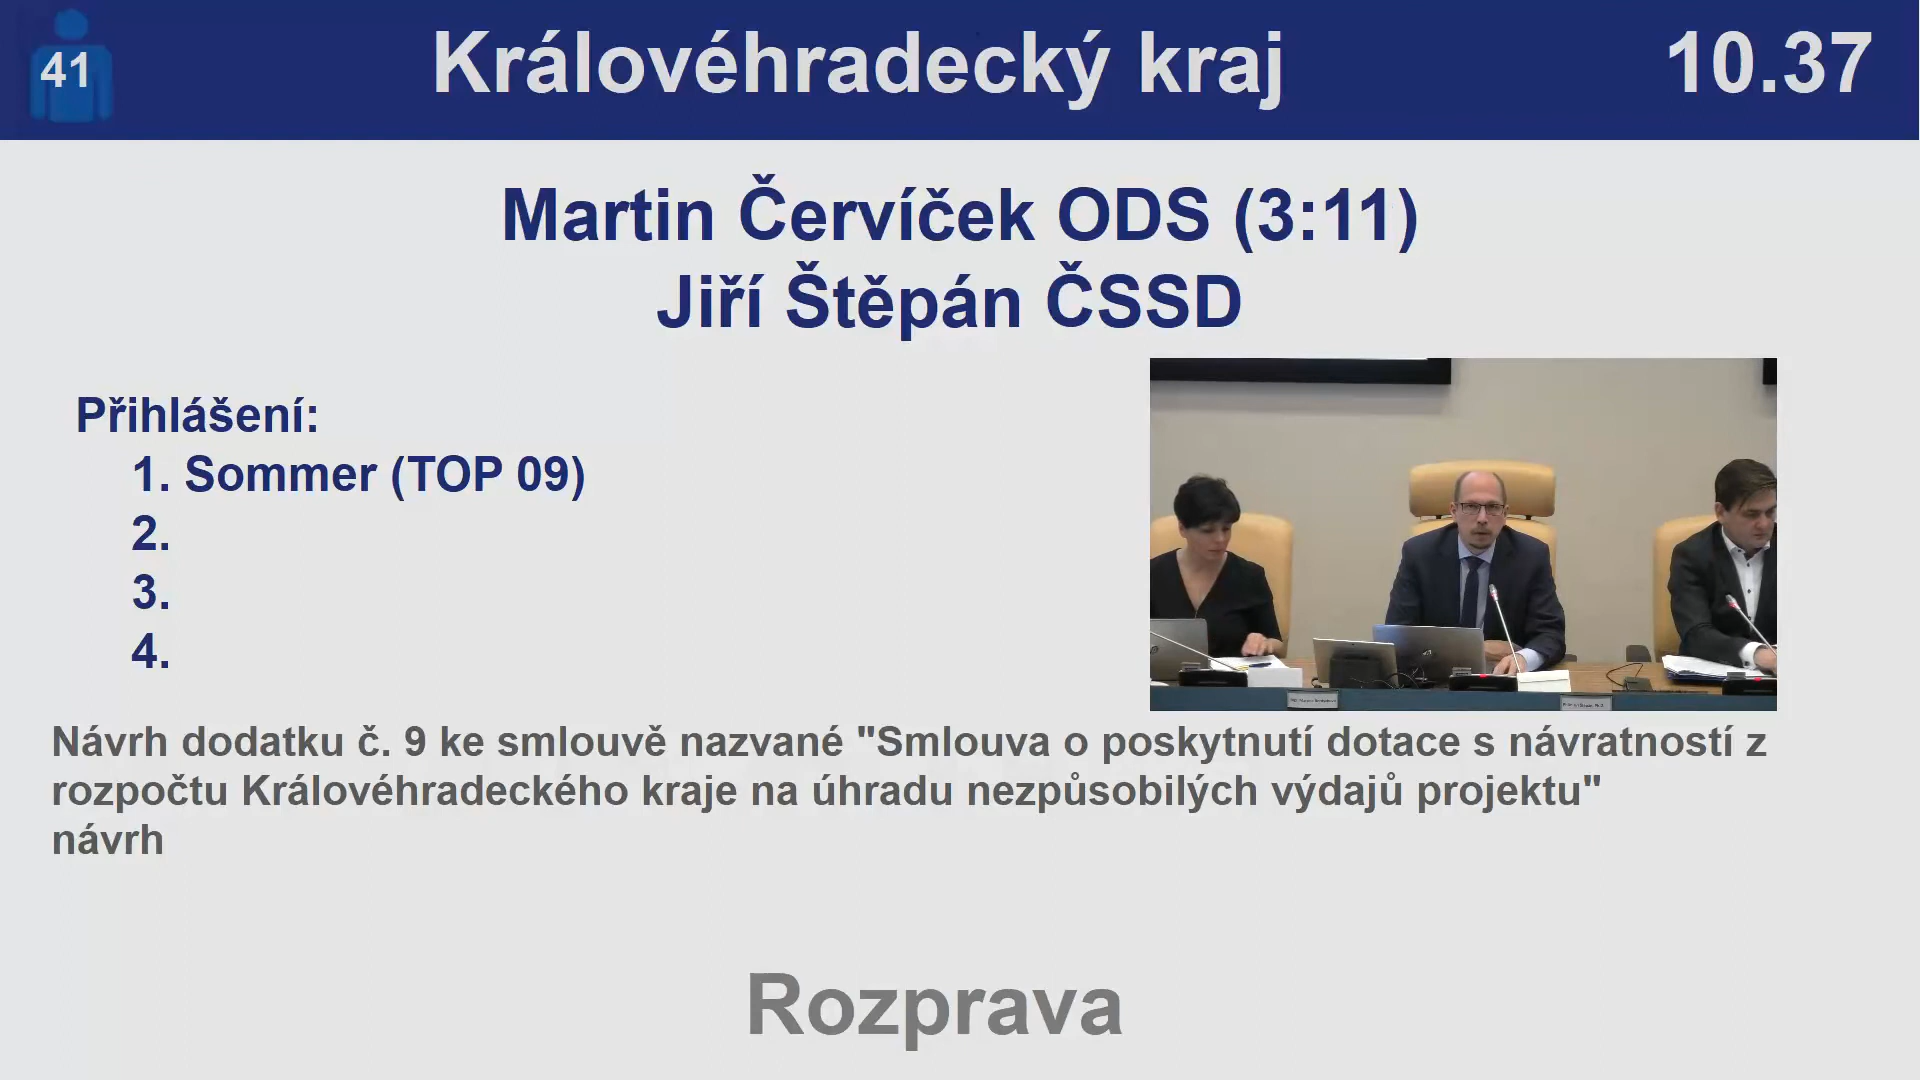 41
Královéhradecký kraj
10.37
Martin Červíček ODS (3:11)
Jiří Štěpán ČSSD
Přihlášení:
1. Sommer (TOP 09)
2.
3.
4.
Návrh dodatku č. 9 ke smlouvě nazvané "Smlouva o poskytnutí dotace s návratností z
rozpočtu Královéhradeckého kraje na úhradu nezpůsobilých výdajů projektu"
návrh
Rozprava